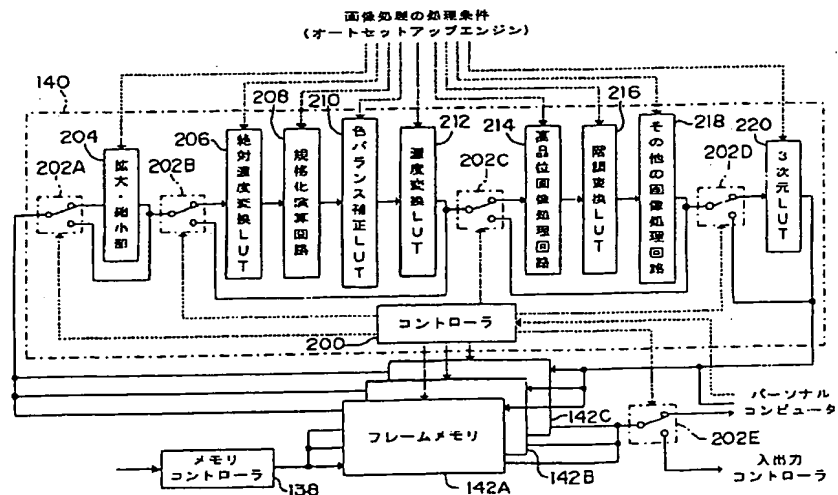 画像処理の処理条件
(オートセットアップエンジン)
140
204
拡大・縮小部
202A
206
絶対濃度変換LUT
202B
208
規格化演算回路
210
色バランス補正LUT
212
濃度変換LUT
202C
214
高品位画像処理回路
216
階調変換LUT
218
その他の画像処理回路
202D
220
3次元LUT
コントローラ
200
フレームメモリ
142A
142B
142C
メモリ
コントローラ
138
202E
パーソナル
コンピュータ
入出力
コントローラ